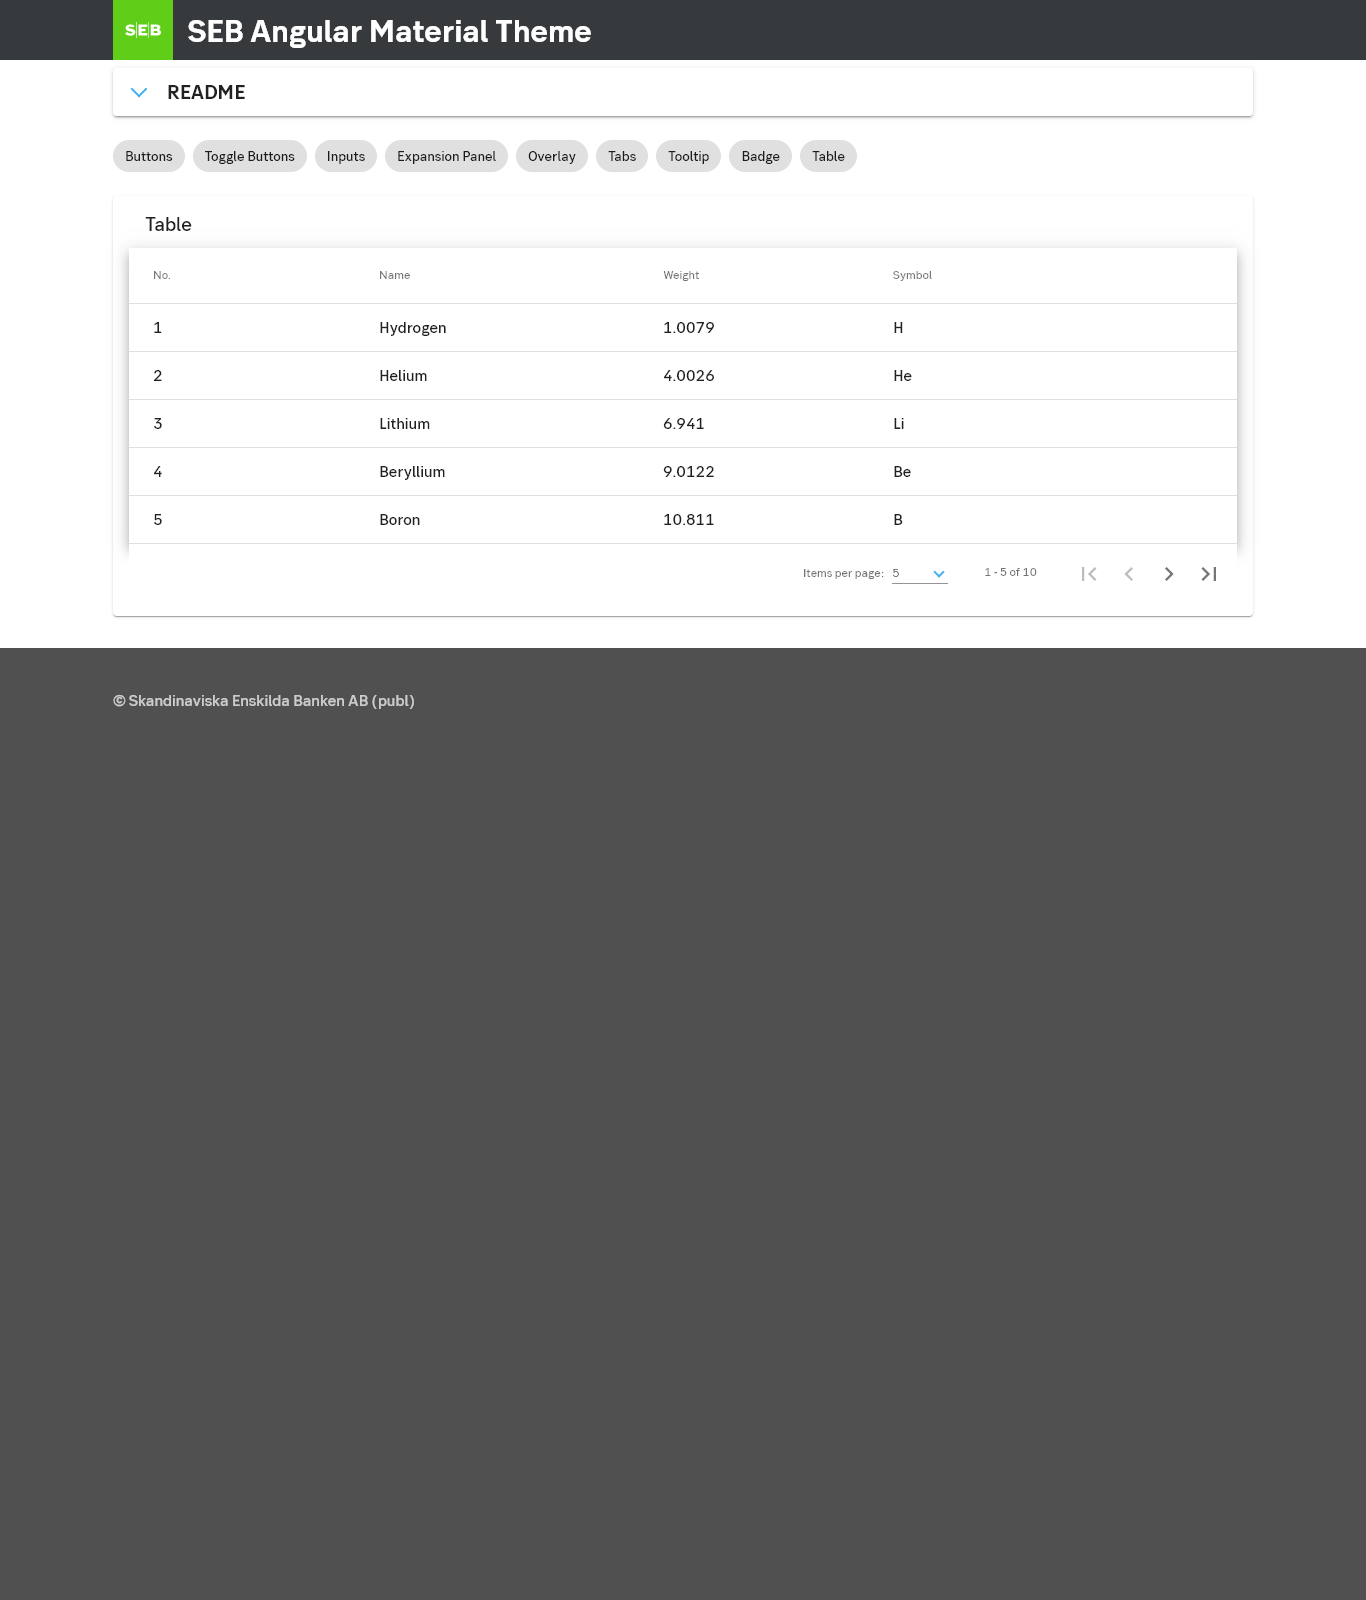 SEB SEB Angular Material Theme
README
Buttons Toggle Buttons Inputs Expansion Panel Overlay Tabs Tooltip Badge Table
Table
No. Name Weight Symbol
1 Hydrogen 1.0079 H
2 Helium 4.0026 He
3 Lithium 6.941 Li
4 Beryllium 9.0122 Be
5 Boron 10.811 B
Items per page: 5 1 - 5 of 10
© Skandinaviska Enskilda Banken AB (publ)